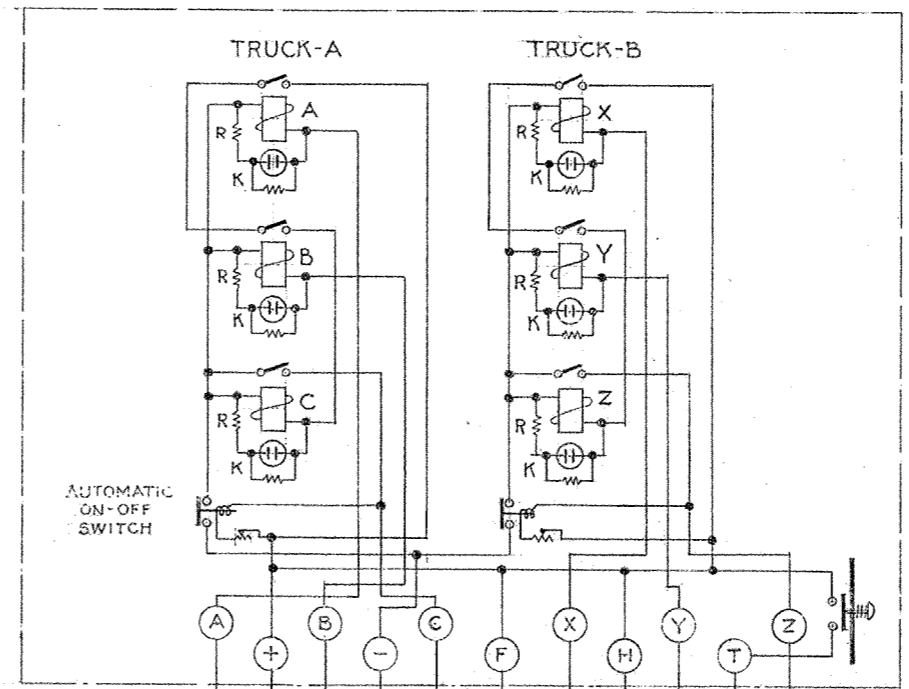 TRUCK-A
TRUCK-B
A
X
R
R
K
K
B
Y
R
R
K
K
C
Z
R
R
K
K
AUTOMATIC
ON-OFF
SWITCH
A
B
C
X
Y
Z
+
−
F
H
T